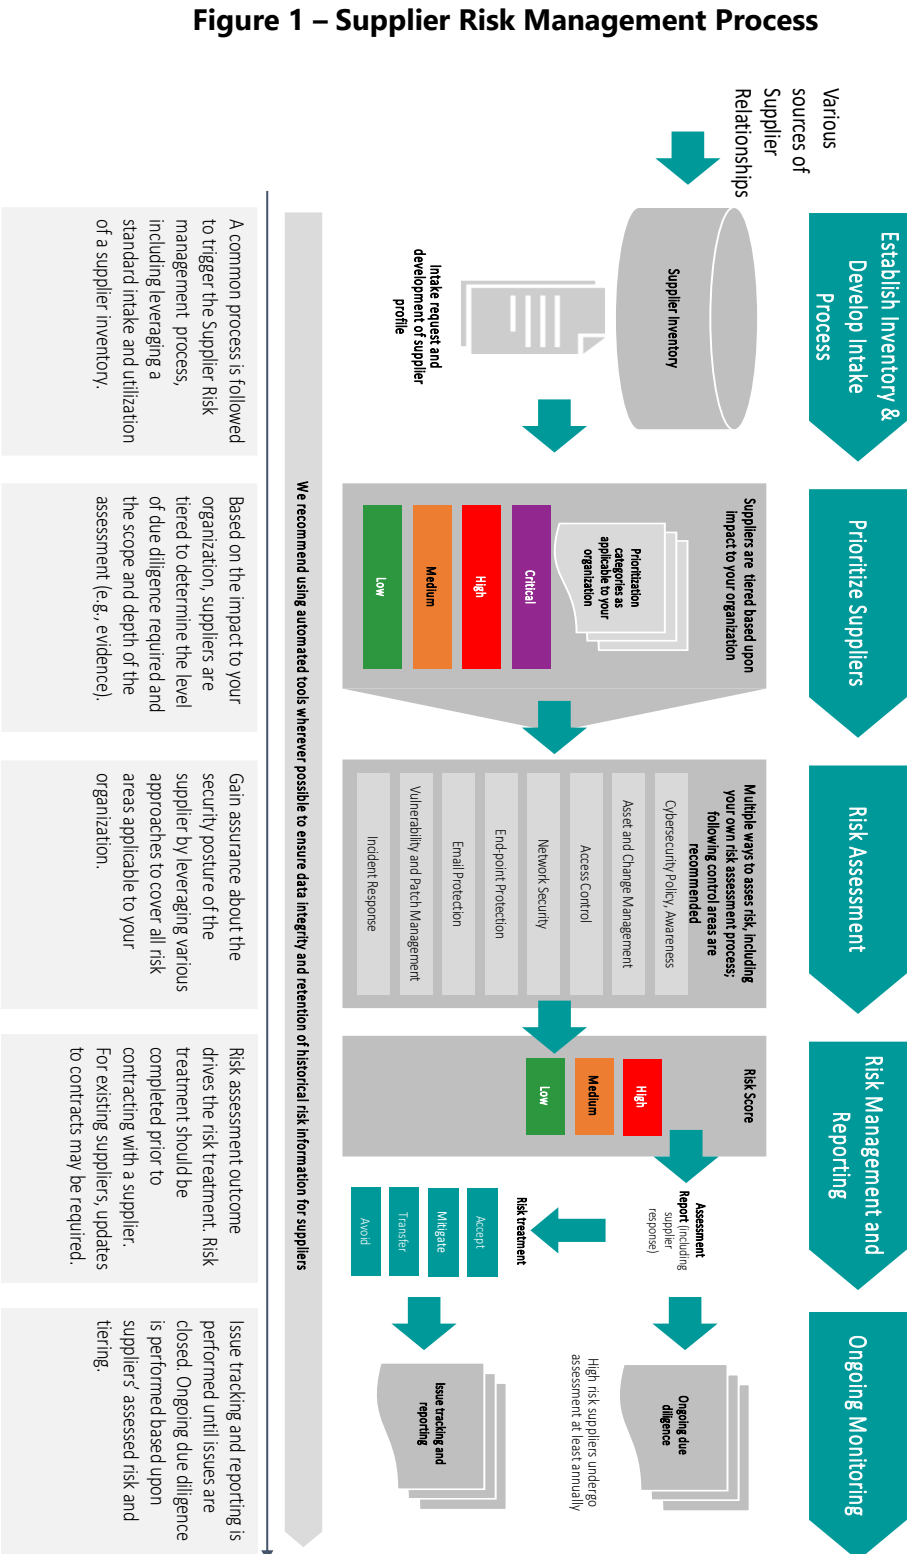 Figure 1 – Supplier Risk Management Process
Various
sources of
Supplier
Relationships
Establish Inventory &
Develop Intake
Process
Prioritize Suppliers
Risk Assessment
Risk Management and
Reporting
Ongoing Monitoring
Supplier Inventory
Intake request and
development of supplier
profile
Suppliers are tiered based upon
impact to your organization
Prioritization
categories as
applicable to your
organization
Critical
High
Medium
Low
Multiple ways to asses risk, including
your own risk assessment process;
following control areas are
recommended
Cybersecurity Policy, Awareness
Asset and Change Management
Access Control
Network Security
End-point Protection
Email Protection
Vulnerability and Patch Management
Incident Response
Risk Score
High
Medium
Low
Assessment
Report (including
supplier
response)
Risk treatment
Accept
Mitigate
Transfer
Avoid
Ongoing due
diligence
High risk suppliers undergo
assessment at least annually
Issue tracking and
reporting
We recommend using automated tools wherever possible to ensure data integrity and retention of historical risk information for suppliers
A common process is followed
to trigger the Supplier Risk
management process,
including leveraging a
standard intake and utilization
of a supplier inventory.
Based on the impact to your
organization, suppliers are
tiered to determine the level
of due diligence required and
the scope and depth of the
assessment (e.g., evidence).
Gain assurance about the
security posture of the
supplier by leveraging various
approaches to cover all risk
areas applicable to your
organization.
Risk assessment outcome
drives the risk treatment. Risk
treatment should be
completed prior to
contracting with a supplier.
For existing suppliers, updates
to contracts may be required.
Issue tracking and reporting is
performed until issues are
closed. Ongoing due diligence
is performed based upon
suppliers’ assessed risk and
tiering.